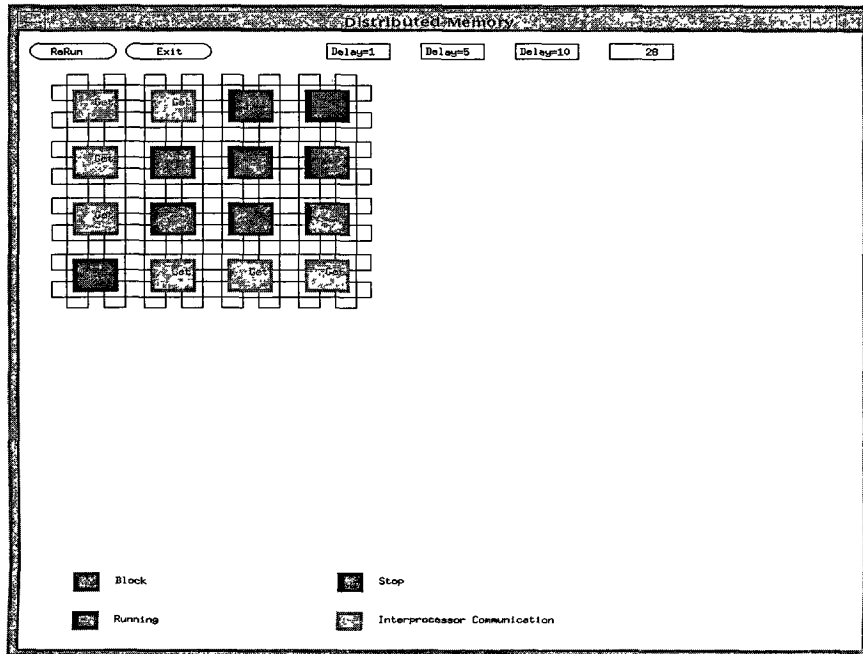 Distributed-Memory
ReRun Exit Delay=1 Delay=5 Delay=10 28
Get Get
Get
Get
Get Get Get
Block Stop
Running Interprocessor Communication